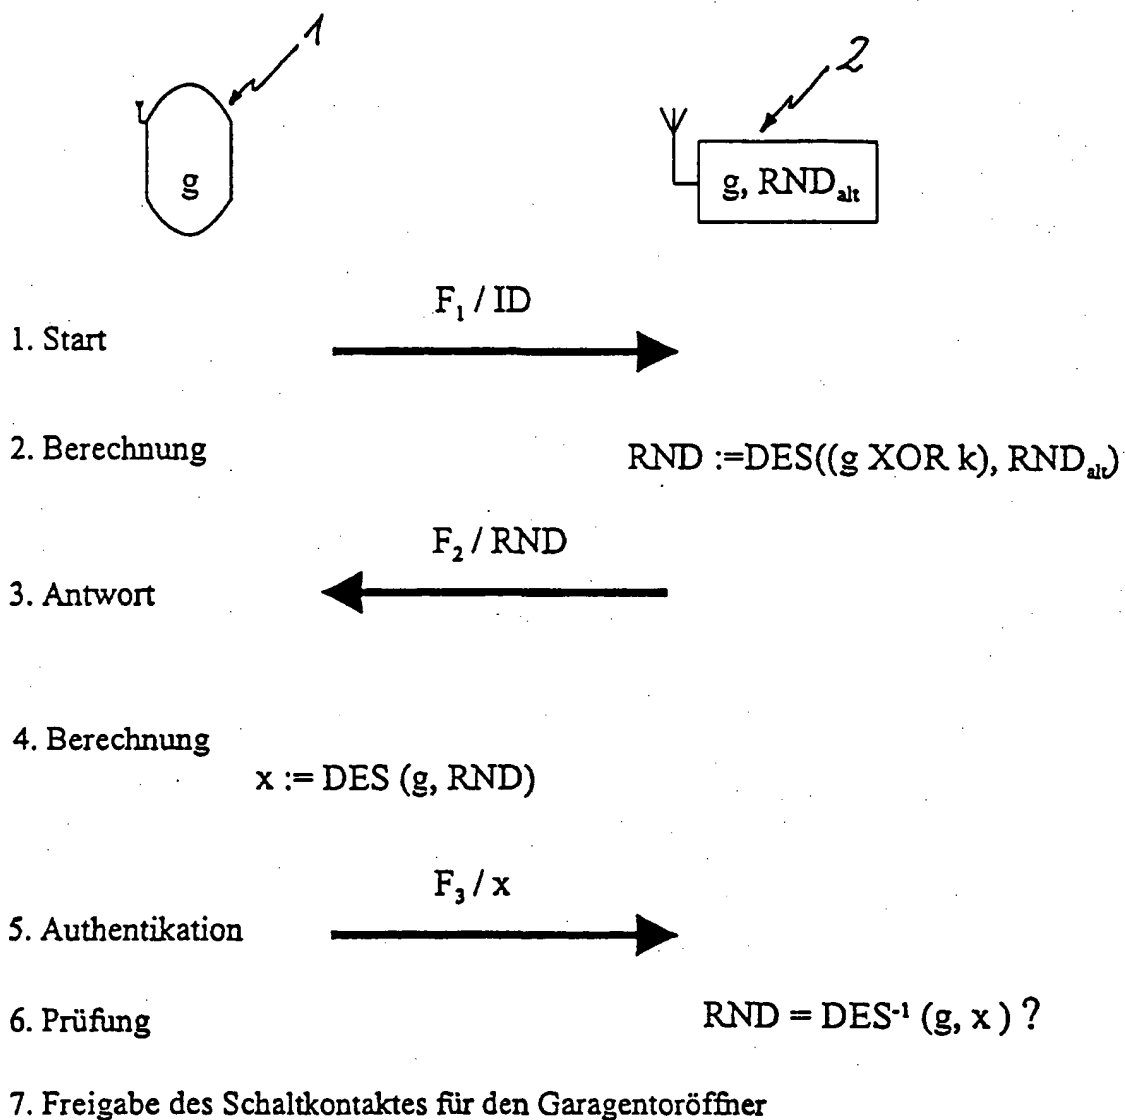 1
2
g
g, RND_alt
F₁ / ID
1. Start
2. Berechnung
RND :=DES((g XOR k), RND_alt)
F₂ / RND
3. Antwort
4. Berechnung
x := DES (g, RND)
F₃ / x
5. Authentikation
6. Prüfung
RND = DES⁻¹ (g, x) ?
7. Freigabe des Schaltkontaktes für den Garagentoröffner